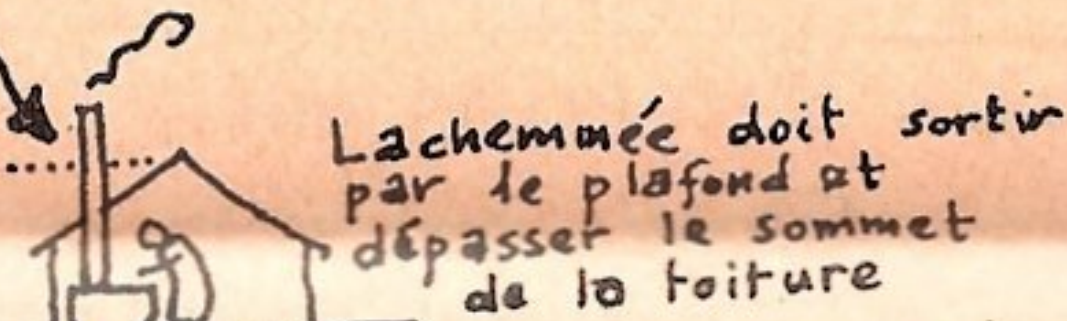 Lachemmée doit sortir
par le plafond et
dépasser le sommet
de la toiture